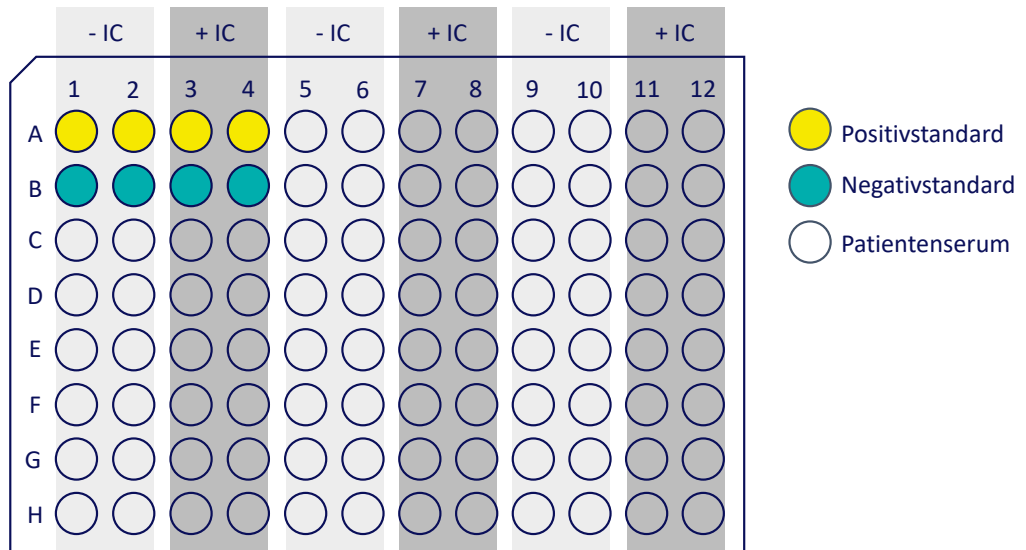 - IC + IC - IC + IC - IC + IC
1 2 3 4 5 6 7 8 9 10 11 12
A
Positivstandard
B
Negativstandard
C
Patientenserum
D
E
F
G
H